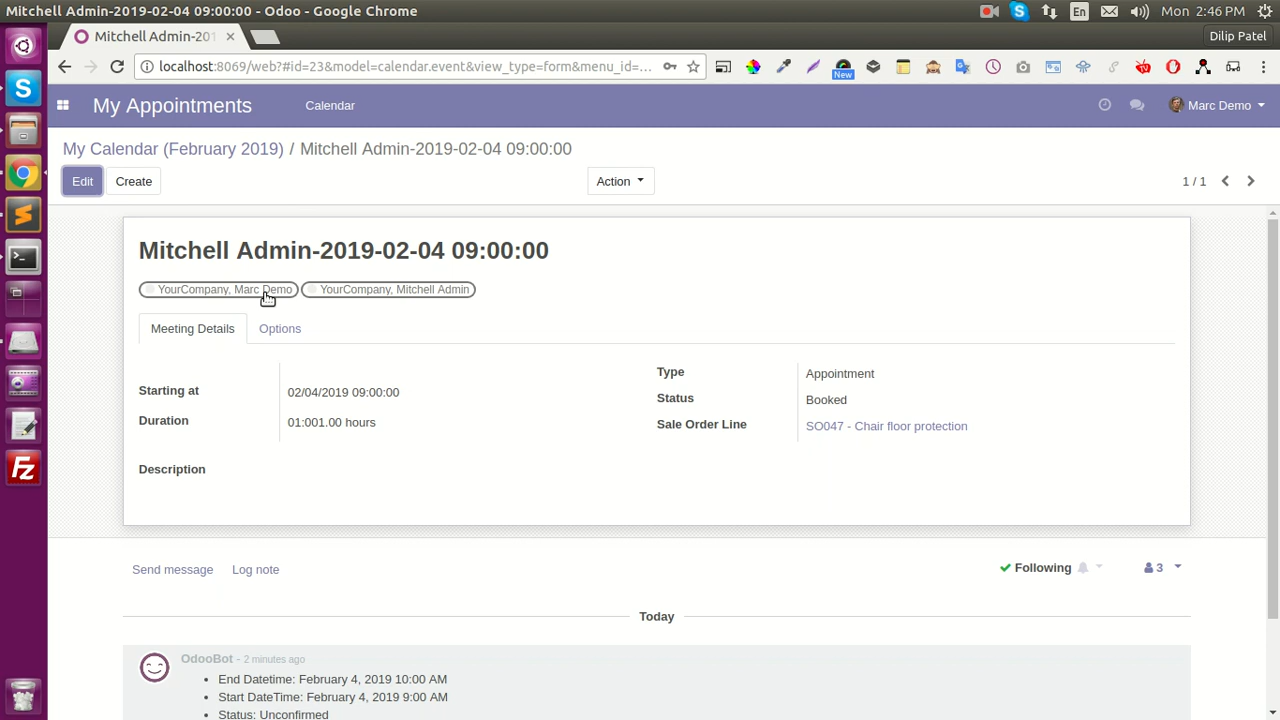 Mitchell Admin-2019-02-04 09:00:00 - Odoo - Google Chrome
En
Mon 2:46 PM
Mitchell Admin-201
Dilip Patel
localhost:8069/web?#id=23&model=calendar.event&view_type=form&menu_id=...
New
My Appointments
Calendar
Marc Demo
My Calendar (February 2019) / Mitchell Admin-2019-02-04 09:00:00
Edit
Create
Action
1 / 1
Mitchell Admin-2019-02-04 09:00:00
YourCompany, Marc Demo
YourCompany, Mitchell Admin
Meeting Details
Options
Starting at
02/04/2019 09:00:00
Duration
01:001.00 hours
Type
Appointment
Status
Booked
Sale Order Line
SO047 - Chair floor protection
Description
Send message
Log note
Following
3
Today
OdooBot - 2 minutes ago
• End Datetime: February 4, 2019 10:00 AM
• Start DateTime: February 4, 2019 9:00 AM
• Status: Unconfirmed